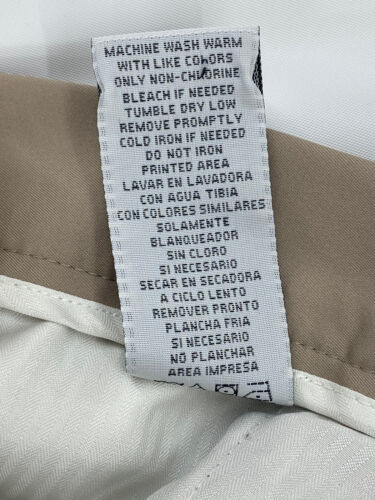 MACHINE WASH WARM
WITH LIKE COLORS
ONLY NON-CHLORINE
BLEACH IF NEEDED
TUMBLE DRY LOW
REMOVE PROMPTLY
COLD IRON IF NEEDED
DO NOT IRON
PRINTED AREA
LAVAR EN LAVADORA
CON AGUA TIBIA
CON COLORES SIMILARES
SOLAMENTE
BLANQUEADOR
SIN CLORO
SI NECESARIO
SECAR EN SECADORA
A CICLO LENTO
REMOVER PRONTO
PLANCHA FRIA
SI NECESARIO
NO PLANCHAR
AREA IMPRESA